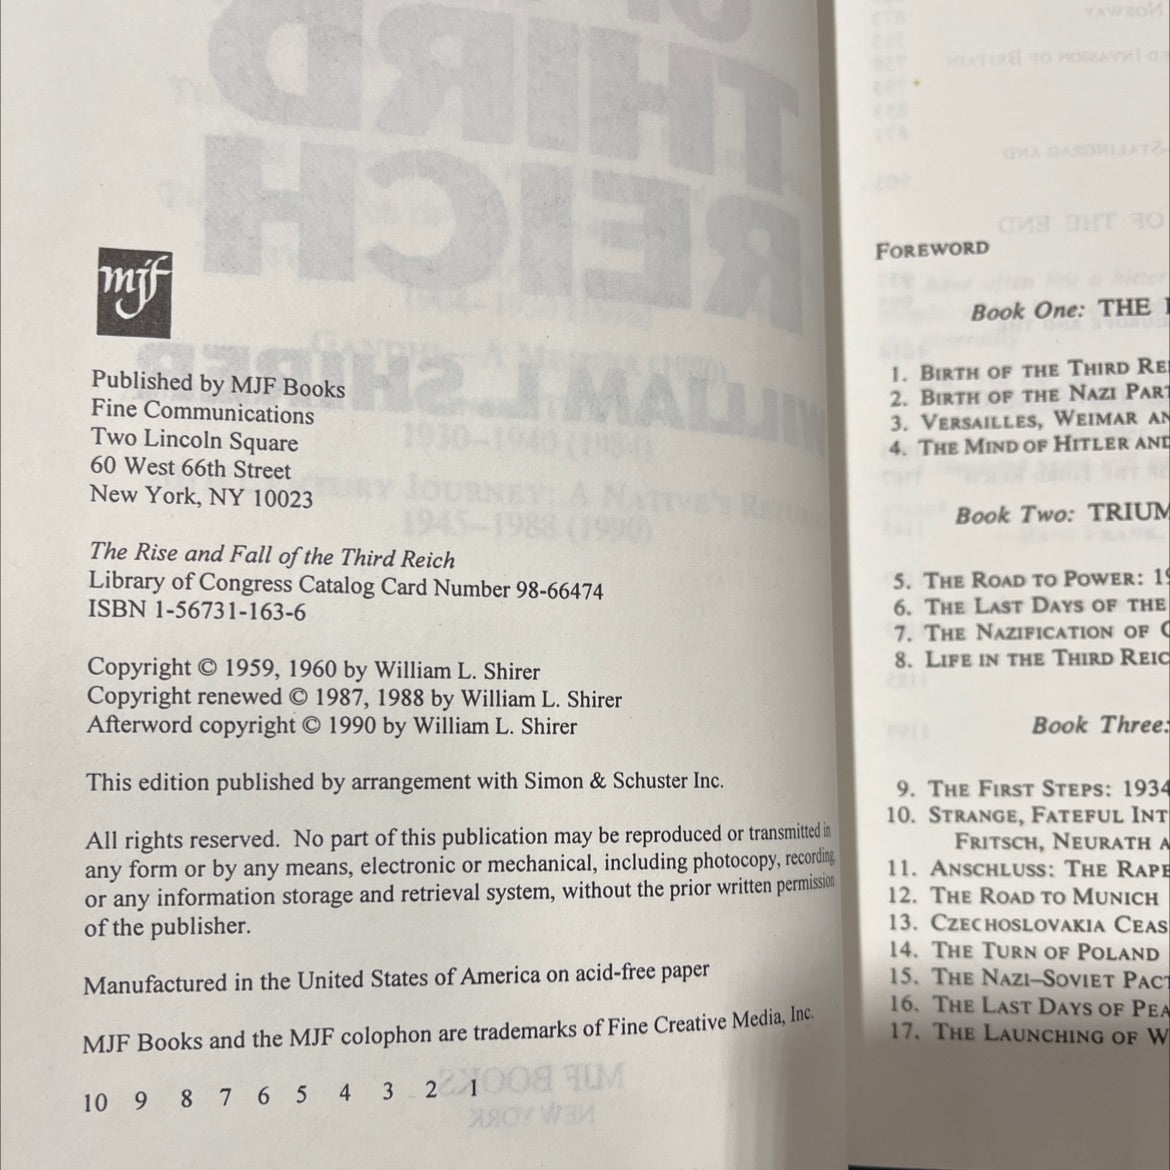 mjf
Published by MJF Books
Fine Communications
Two Lincoln Square
60 West 66th Street
New York, NY 10023
The Rise and Fall of the Third Reich
Library of Congress Catalog Card Number 98-66474
ISBN 1-56731-163-6
Copyright © 1959, 1960 by William L. Shirer
Copyright renewed © 1987, 1988 by William L. Shirer
Afterword copyright © 1990 by William L. Shirer
This edition published by arrangement with Simon & Schuster Inc.
All rights reserved. No part of this publication may be reproduced or transmitted in
any form or by any means, electronic or mechanical, including photocopy, recording,
or any information storage and retrieval system, without the prior written permission
of the publisher.
Manufactured in the United States of America on acid-free paper
MJF Books and the MJF colophon are trademarks of Fine Creative Media, Inc.
10 9 8 7 6 5 4 3 2 1
FOREWORD
Book One: THE
1. BIRTH OF THE THIRD RE
2. BIRTH OF THE NAZI PART
3. VERSAILLES, WEIMAR AN
4. THE MIND OF HITLER AND
Book Two: TRIUM
5. THE ROAD TO POWER: 19
6. THE LAST DAYS OF THE
7. THE NAZIFICATION OF
8. LIFE IN THE THIRD REIC
Book Three:
9. THE FIRST STEPS: 1934
10. STRANGE, FATEFUL INT
FRITSCH, NEURATH A
11. ANSCHLUSS: THE RAPE
12. THE ROAD TO MUNICH
13. CZECHOSLOVAKIA CEAS
14. THE TURN OF POLAND
15. THE NAZI–SOVIET PACT
16. THE LAST DAYS OF PEA
17. THE LAUNCHING OF W